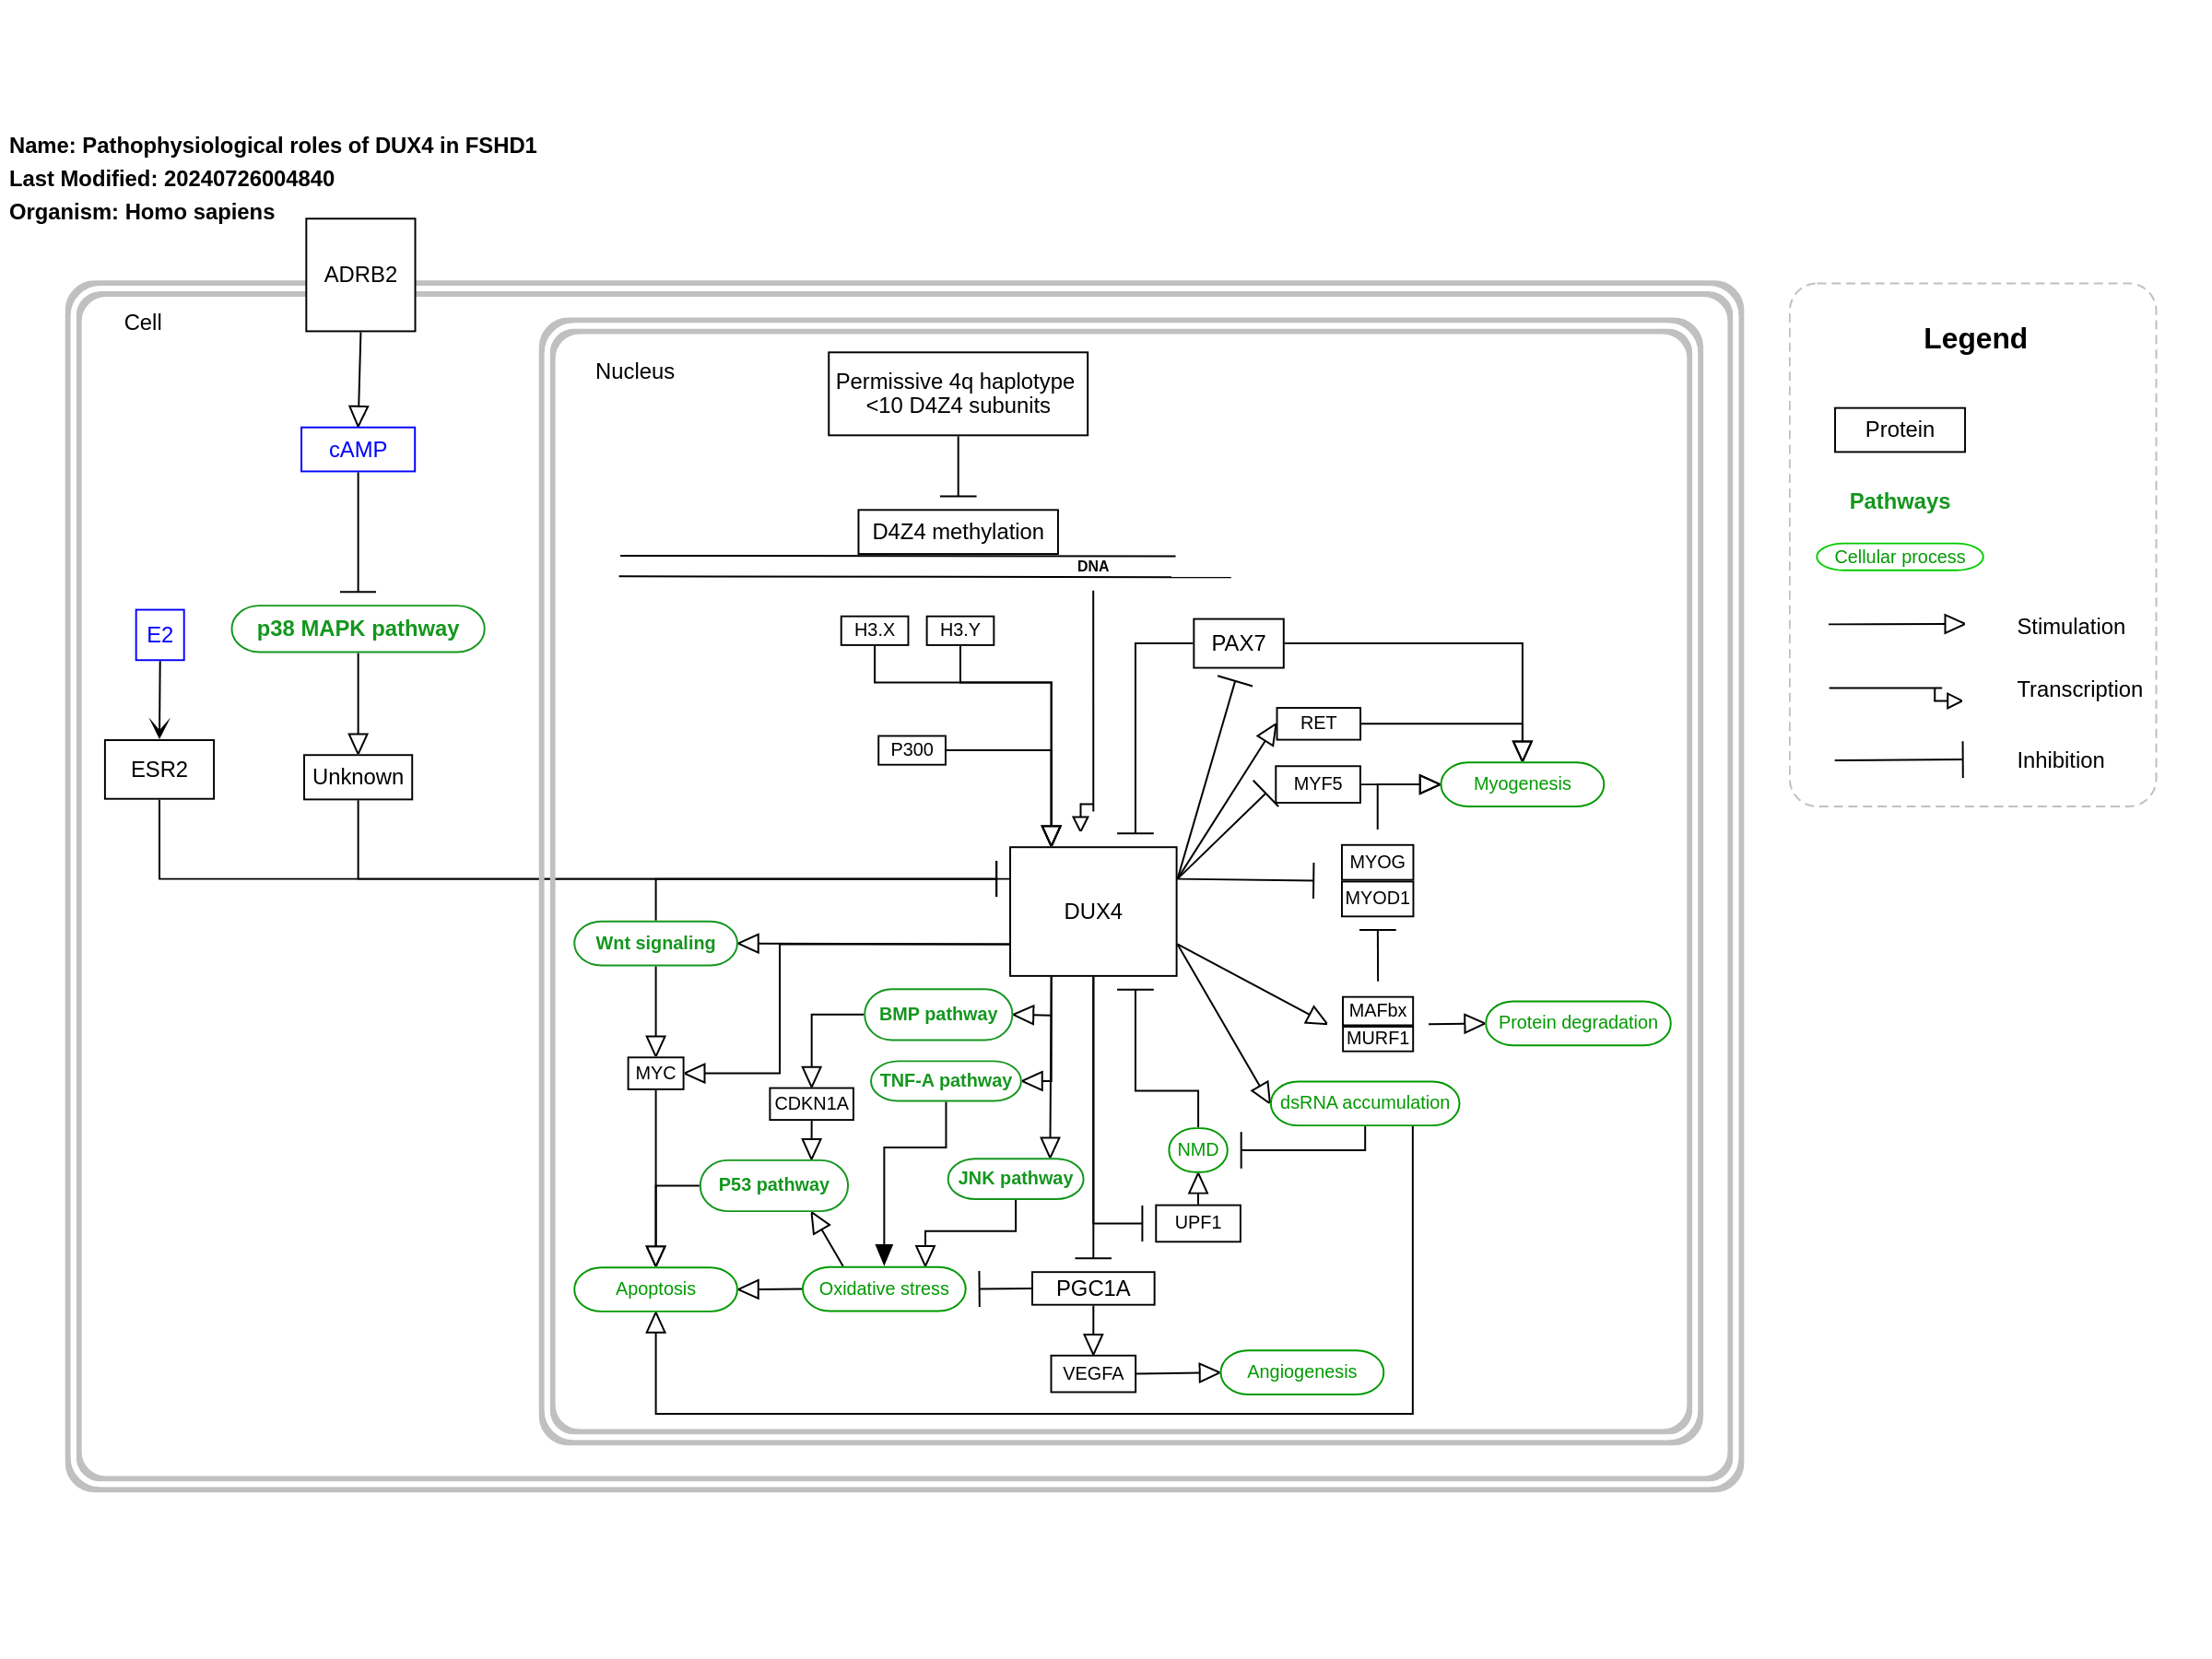 Name: Pathophysiological roles of DUX4 in FSHD1
Last Modified: 20240726004840
Organism: Homo sapiens
ADRB2
Cell
Nucleus
Permissive 4q haplotype
<10 D4Z4 subunits
cAMP
D4Z4 methylation
DNA
H3.X
H3.Y
E2
p38 MAPK pathway
PAX7
RET
P300
ESR2
Unknown
MYF5
Myogenesis
MYOG
MYOD1
DUX4
Wnt signaling
BMP pathway
MAFbx
MURF1
Protein degradation
MYC
TNF-A pathway
CDKN1A
dsRNA accumulation
NMD
P53 pathway
JNK pathway
UPF1
Apoptosis
Oxidative stress
PGC1A
VEGFA
Angiogenesis
Legend
Protein
Pathways
Cellular process
Stimulation
Transcription
Inhibition